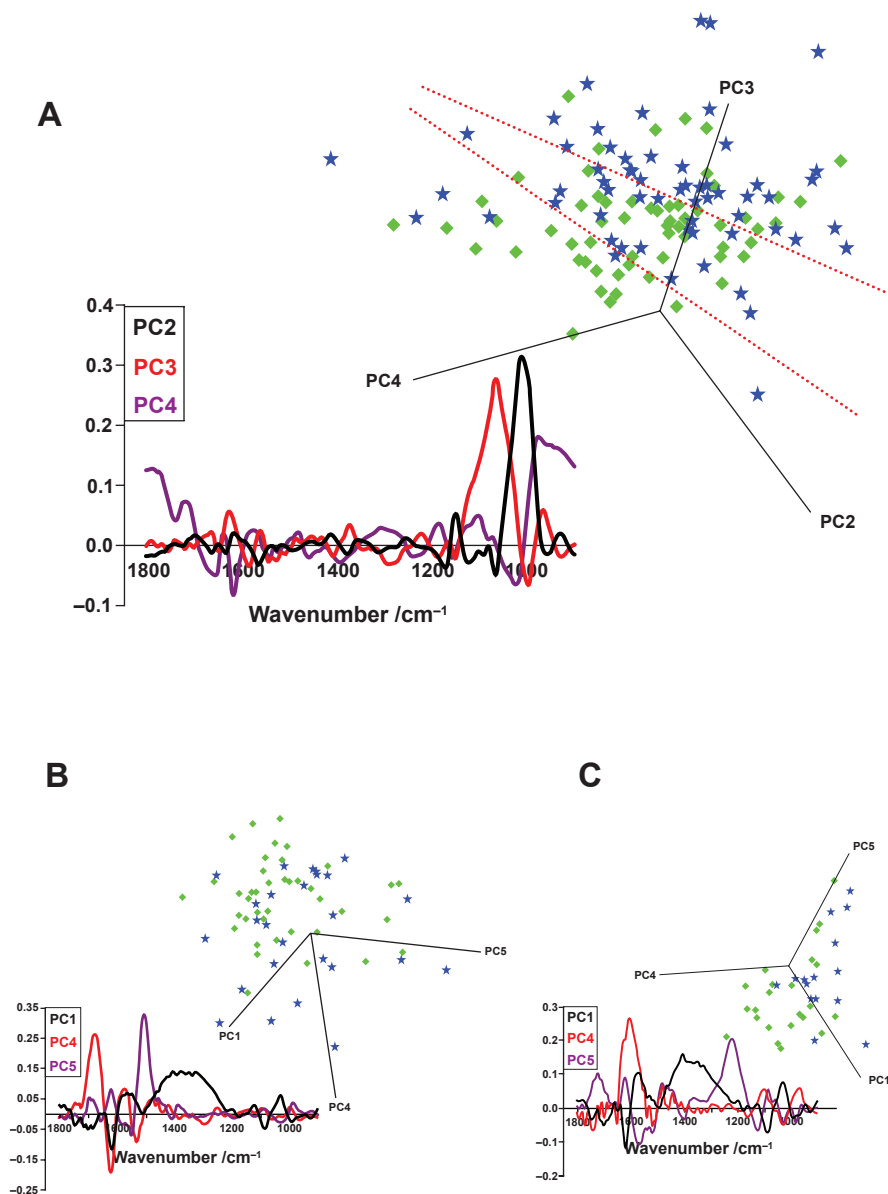 A
PC3
PC4
PC2
0.4
0.3
0.2
0.1
0.0
–0.1
PC2
PC3
PC4
1800 1600 1400 1200 1000
Wavenumber /cm⁻¹
B
PC5
PC1
PC4
0.35
0.25
0.15
0.05
–0.05
–0.15
–0.25
PC1
PC4
PC5
1800 1600 1400 1200 1000
Wavenumber /cm⁻¹
C
PC5
PC4
PC1
0.3
0.2
0.1
0.0
–0.1
–0.2
PC1
PC4
PC5
1800 1600 1400 1200 1000
Wavenumber /cm⁻¹